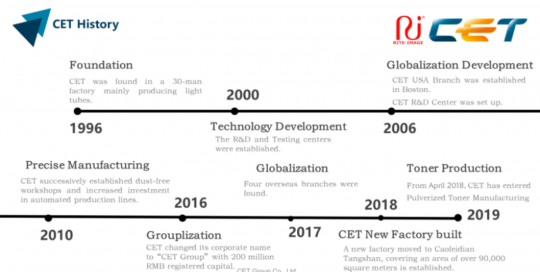 CET History
RITE-IMAGE
CET
Foundation
CET was found in a 30-man
factory mainly producing light
tubes.
2000
Globalization Development
CET USA Branch was established
in Boston.
CET R&D Center was set up.
1996
Technology Development
The R&D and Testing centers
were established.
2006
Precise Manufacturing
CET successively established dust-free
workshops and increased investment
in automated production lines.
2016
Globalization
Four overseas branches were
found.
2018
Toner Production
From April 2018, CET has entered
Pulverized Toner Manufacturing
2019
2010
Grouplization
CET changed its corporate name
to "CET Group" with 200 million
RMB registered capital.
2017
CET New Factory built
A new factory moved to Caofeidian
Tangshan, covering an area of over 90,000
square meters is established.
CET Group Co., Ltd.